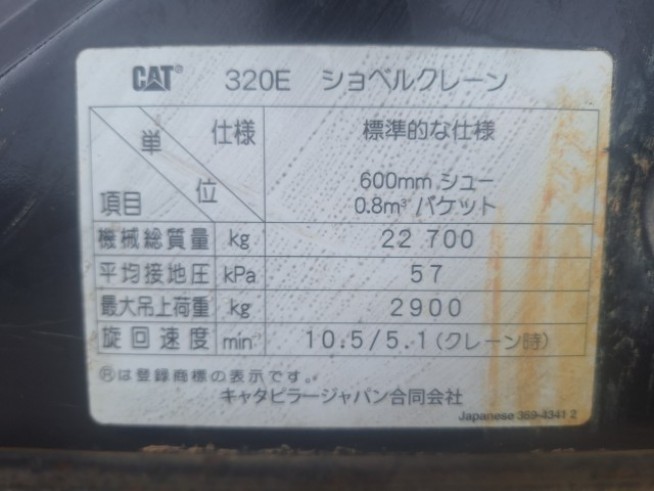 CAT® 320E ショベルクレーン
単位 仕様 標準的な仕様
項目 600mm シュー
0.8m³ バケット
機械総質量 kg 22 700
平均接地圧 kPa 57
最大吊上荷重 kg 2900
旋回速度 min 10.5/5.1(クレーン時)
®は登録商標の表示です。
キャタピラージャパン合同会社
Japanese 369-4341 2